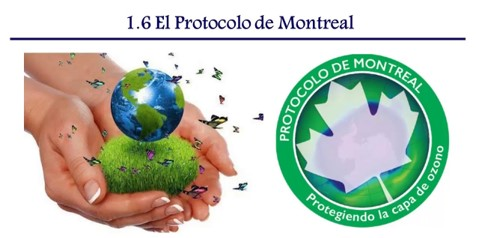 1.6 El Protocolo de Montreal
PROTOCOLO DE MONTREAL
Protegiendo la capa de ozono